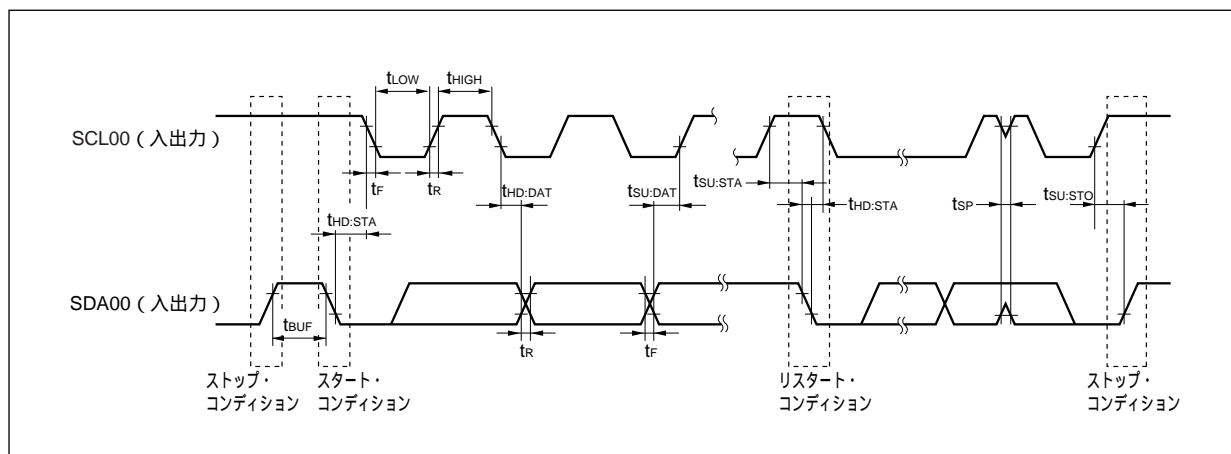 tLOW
tHIGH
SCL00（入出力）
tF
tR
tHD:DAT
tSU:DAT
tSU:STA
tHD:STA
tSP
tSU:STO
tHD:STA
SDA00（入出力）
tBUF
tR
tF
ストップ・
コンディション
スタート・
コンディション
リスタート・
コンディション
ストップ・
コンディション